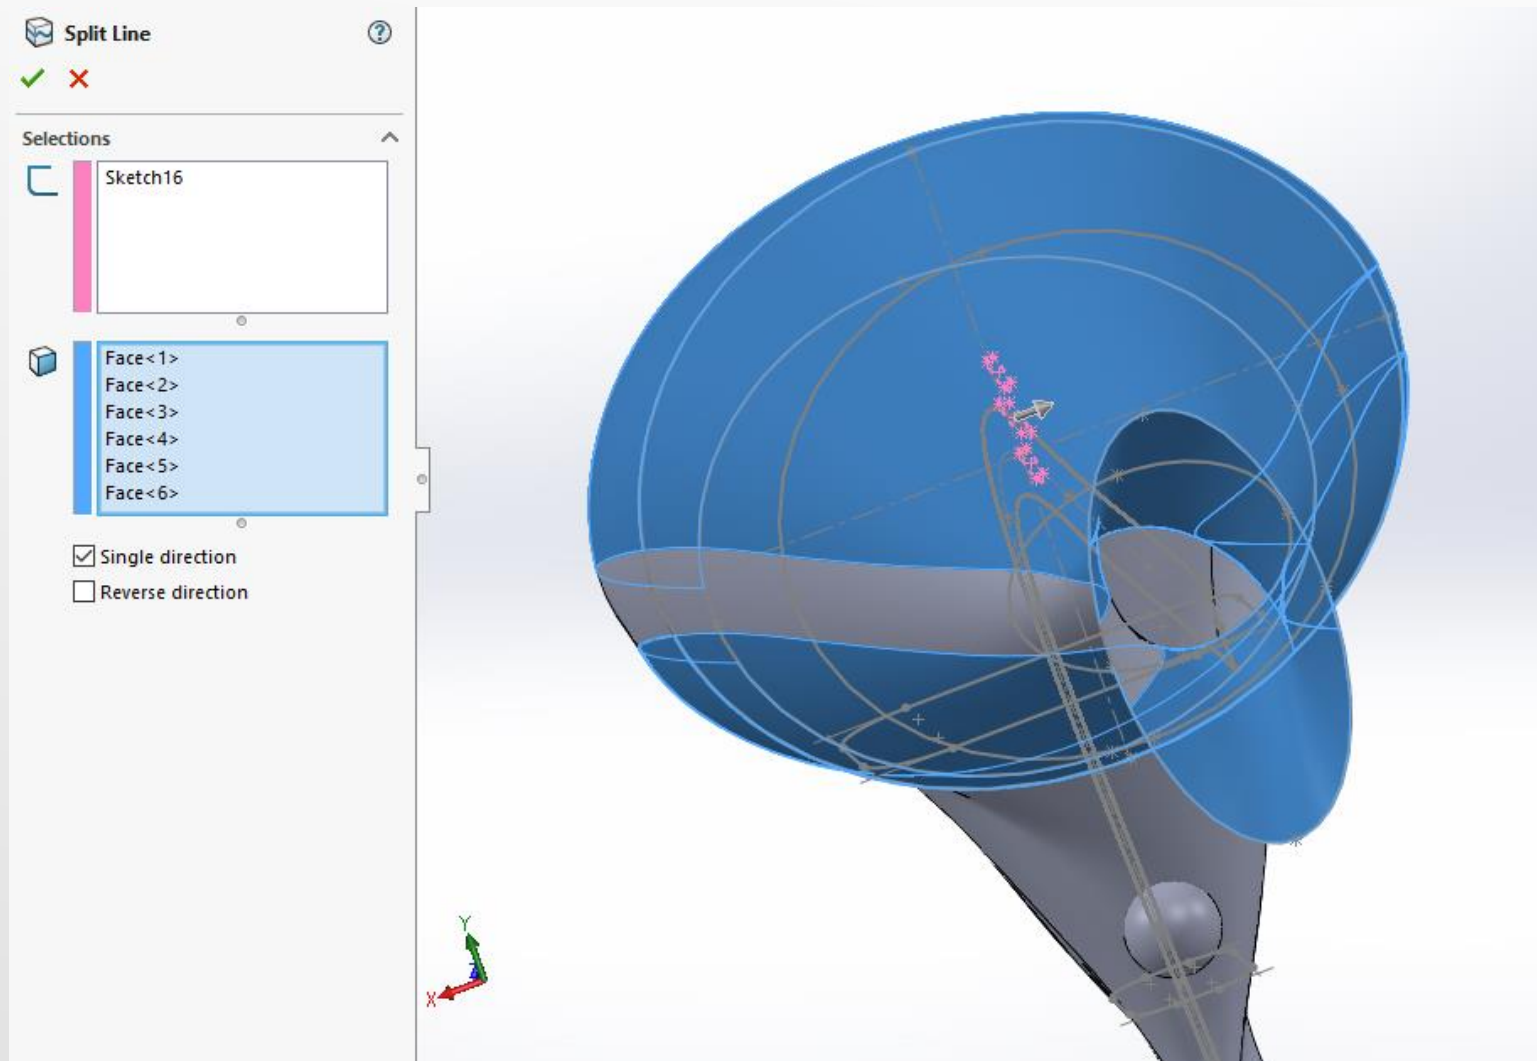 Split Line
Selections
Sketch16
Face<1>
Face<2>
Face<3>
Face<4>
Face<5>
Face<6>
Single direction
Reverse direction
Y
X